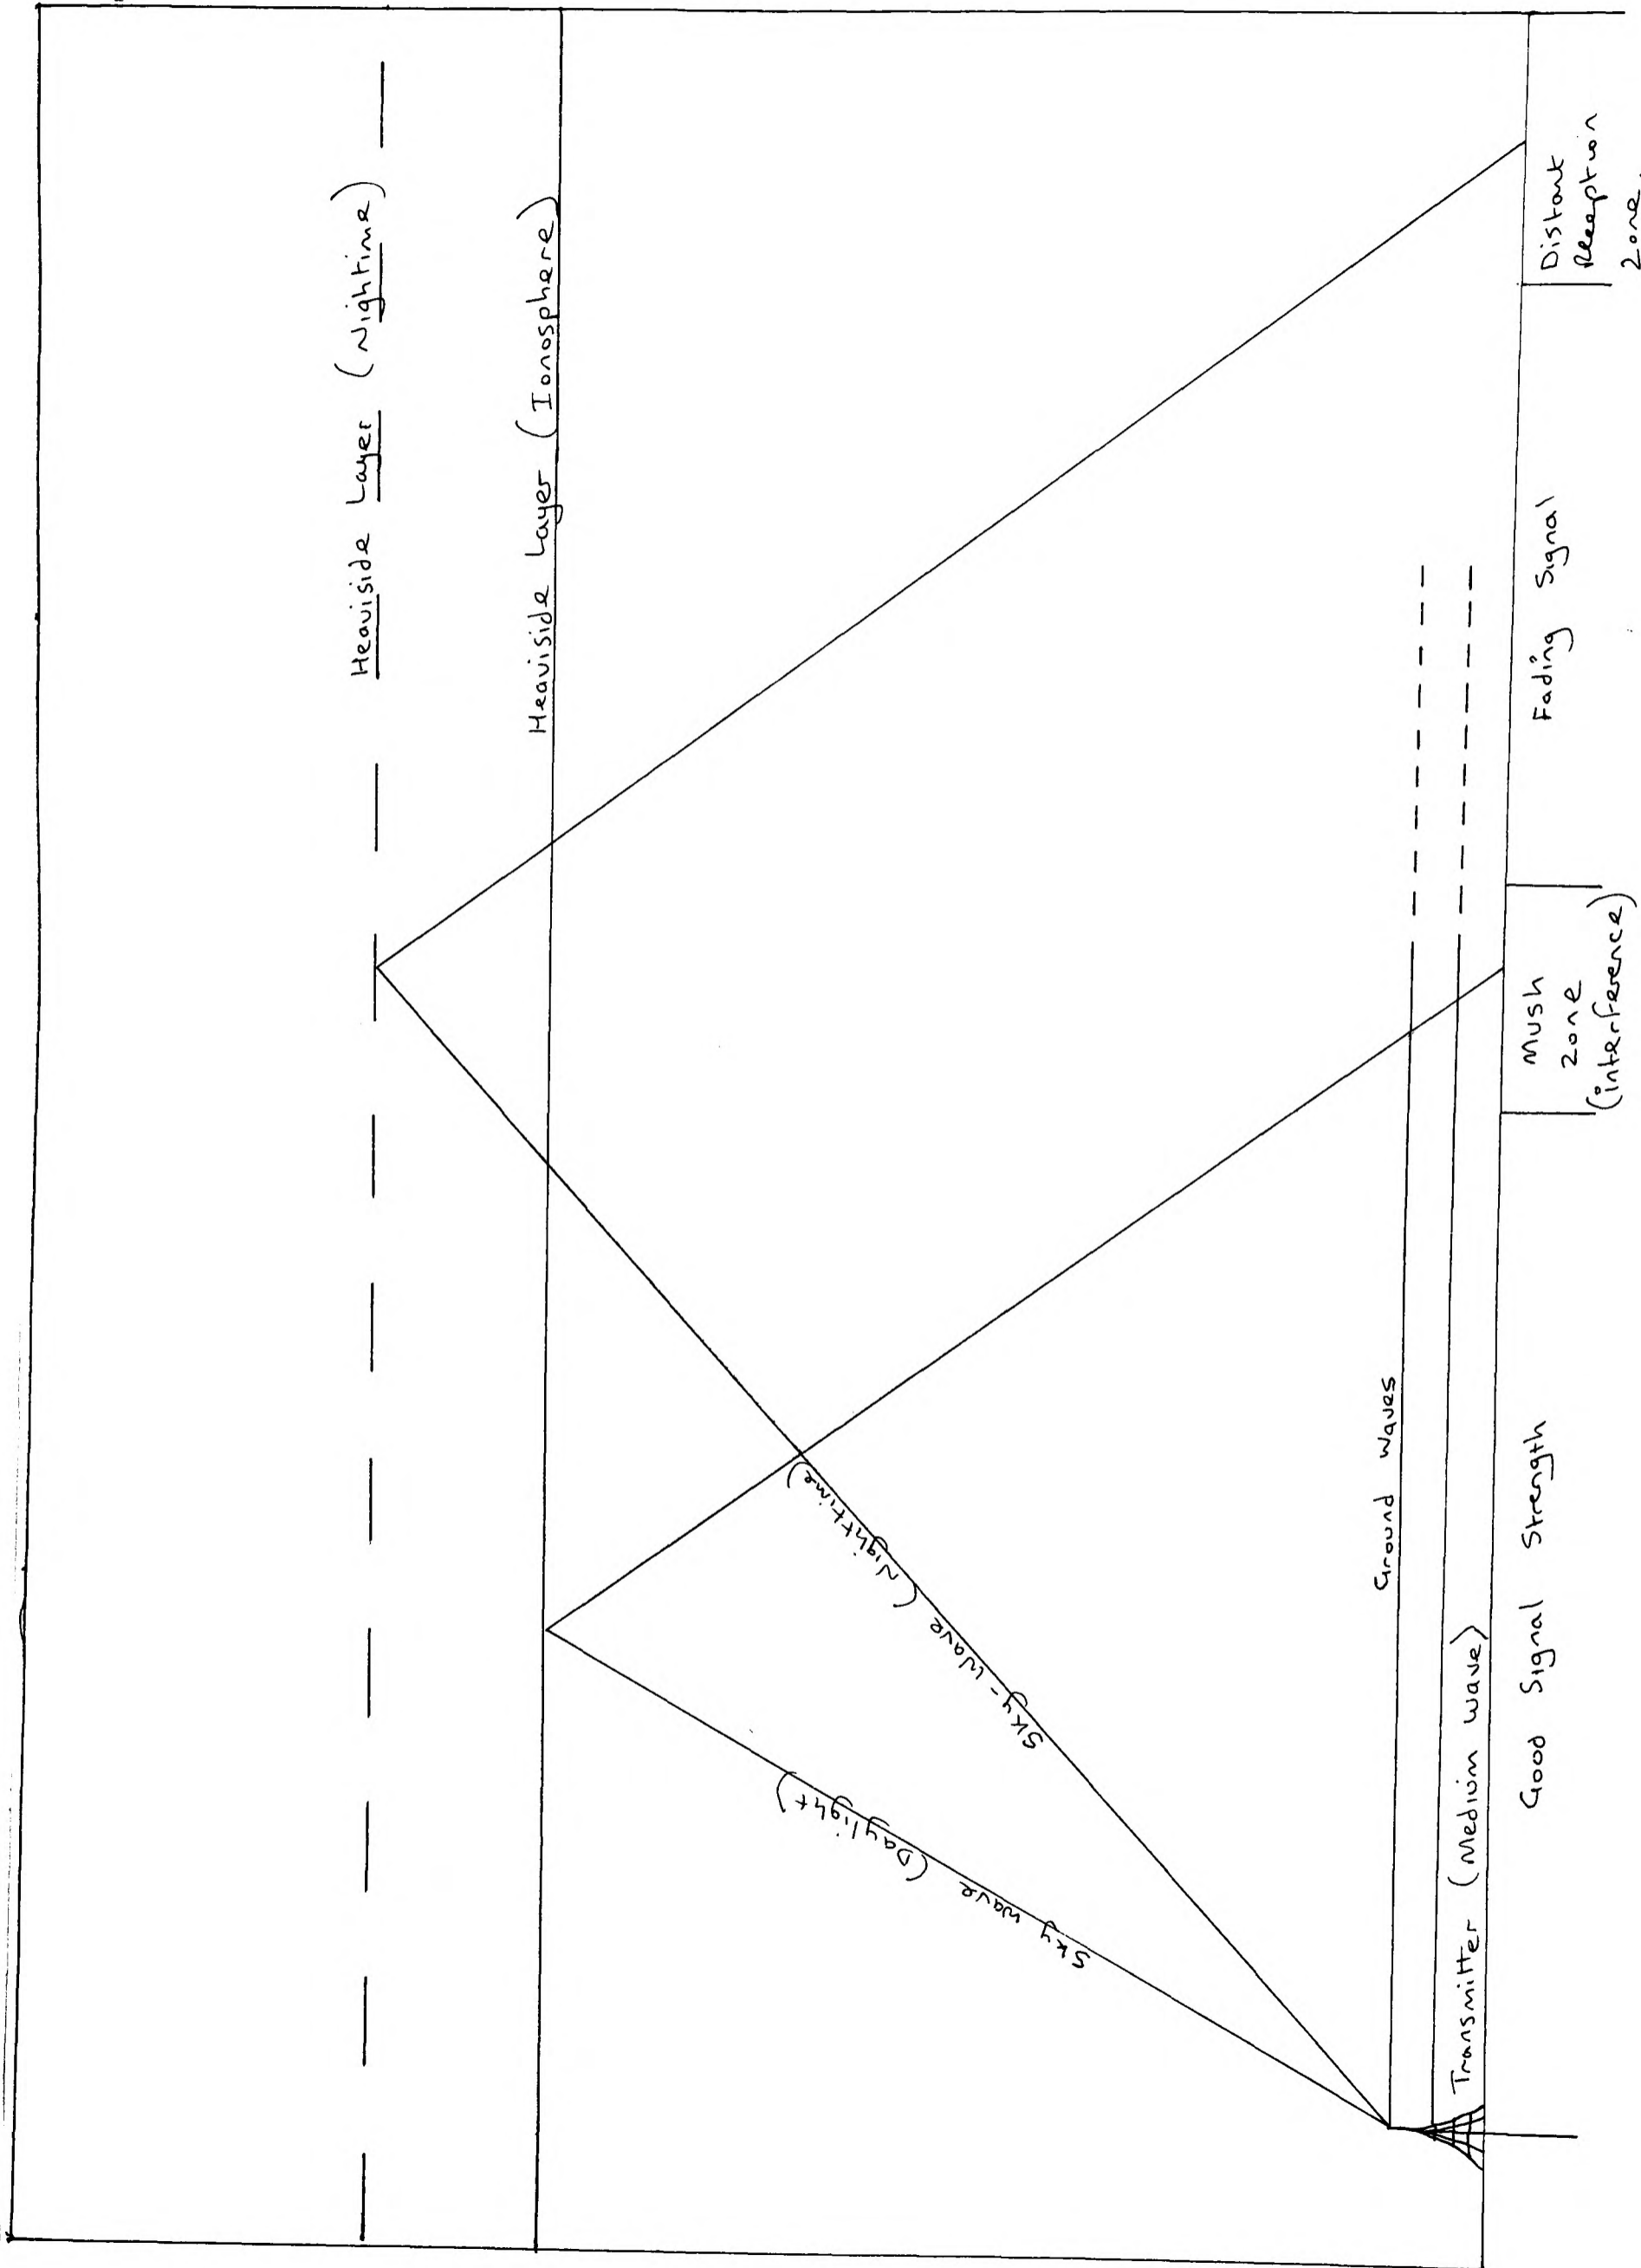 Heaviside Layer (Nightime)
Heaviside Layer (Ionosphere)
Sky wave (Daylight)
Sky-wave (Nighttime)
Ground Waves
Transmitter (Medium Wave)
Good Signal Strength
Mush
zone
(interference)
Fading Signal
Distant
Reception
zone.